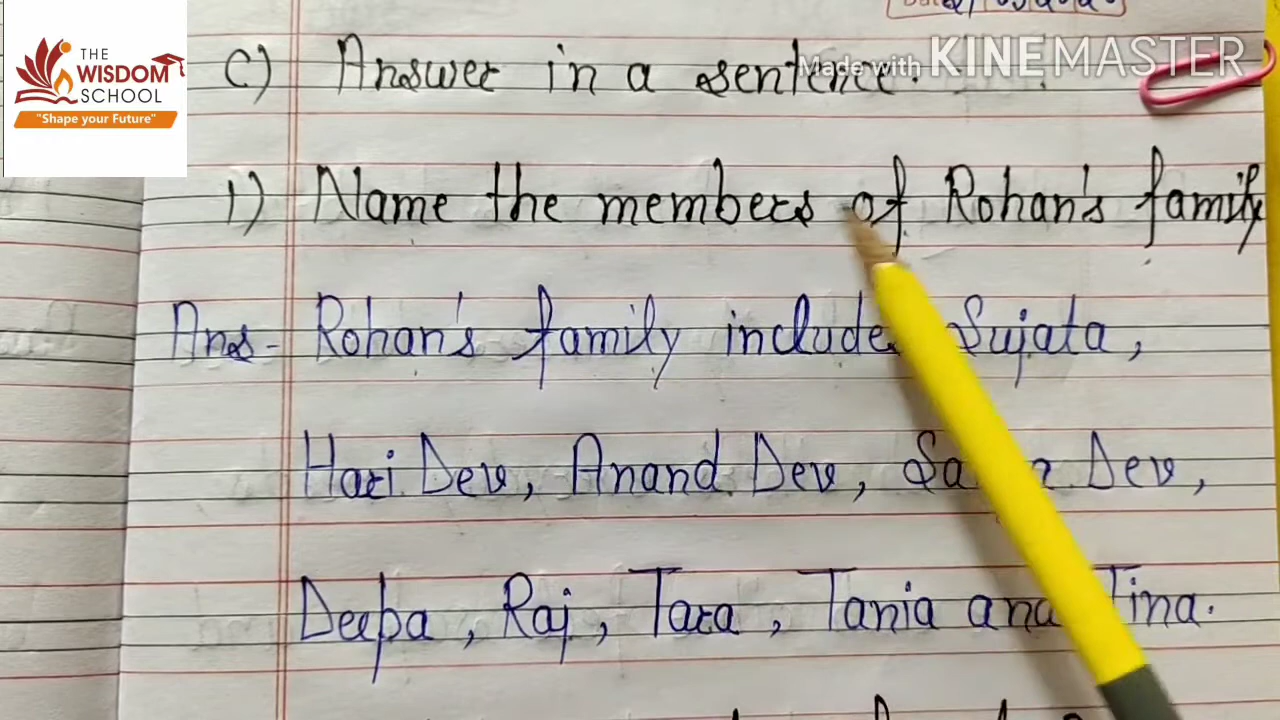 THE
WISDOM
SCHOOL
"Shape your Future"
Made with KINEMASTER
C) Answer in a sentence.
1) Name the members of Rohan's family
Ans- Rohan's family include Sujata,
Hari Dev, Anand Dev, Dev,
Deepa, Raj, Tara, Tania and Tina.